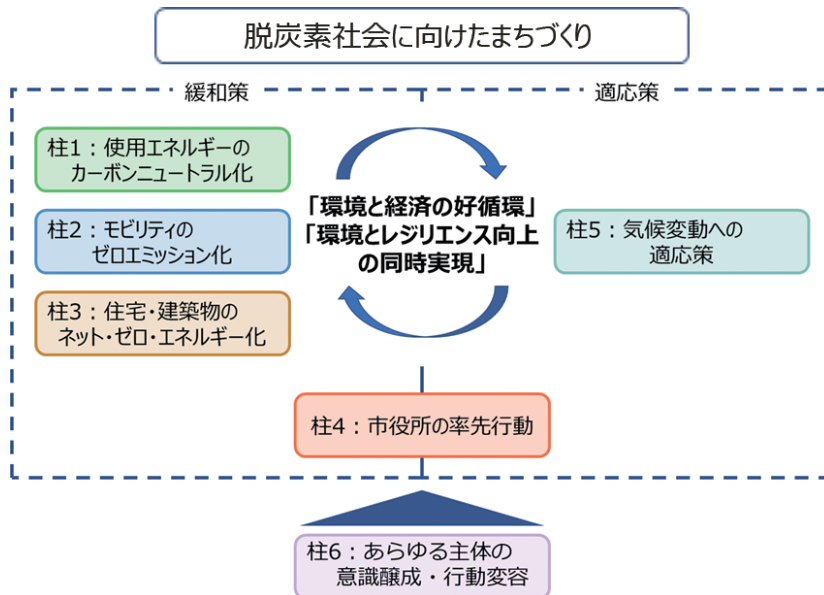 脱炭素社会に向けたまちづくり
緩和策
適応策
柱1：使用エネルギーの
カーボンニュートラル化
柱2：モビリティの
ゼロエミッション化
柱3：住宅・建築物の
ネット・ゼロ・エネルギー化
「環境と経済の好循環」
「環境とレジリエンス向上
の同時実現」
柱5：気候変動への
適応策
柱4：市役所の率先行動
柱6：あらゆる主体の
意識醸成・行動変容